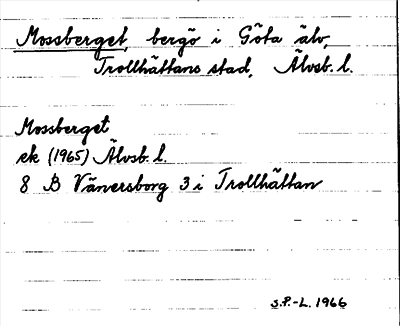 Mossberget, bergö i Göta älv,
Trollhättans stad, Älvsb. l.
Mossberget
ek (1965) Älvsb. l.
8 B Vänersborg 3 i Trollhättan
S.P.-L. 1966